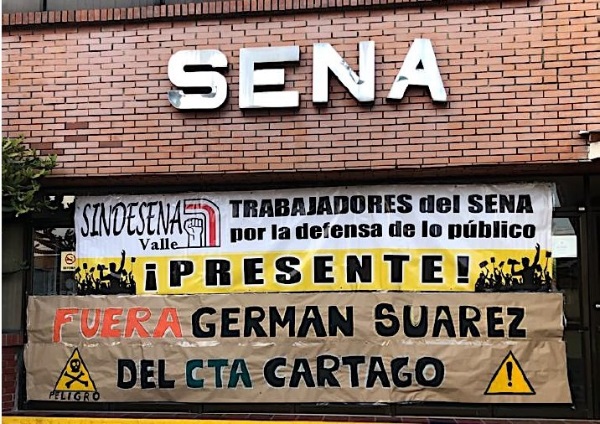 SENA
SINDESENA
Valle
TRABAJADORES del SENA
por la defensa de lo público
¡PRESENTE!
FUERA GERMAN SUAREZ
DEL CTA CARTAGO
PELIGRO
!